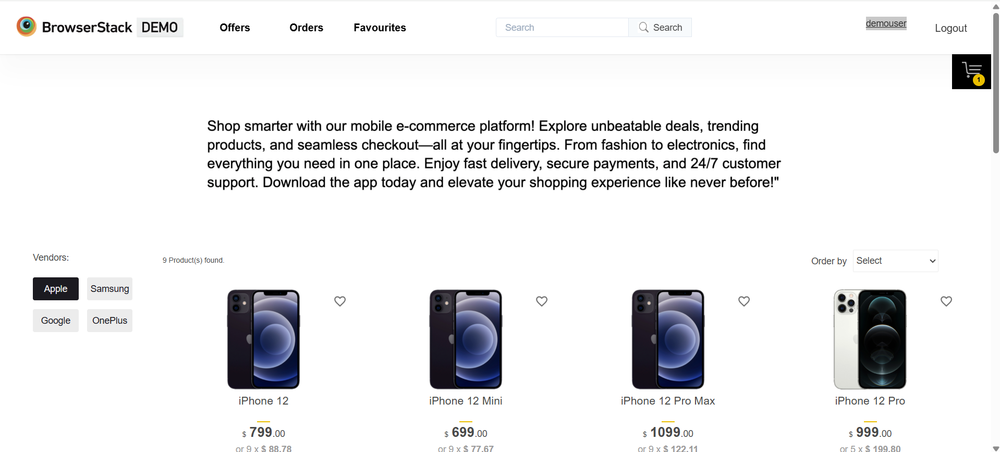 BrowserStack DEMO
Offers
Orders
Favourites
Search
Search
demouser
Logout
1
Shop smarter with our mobile e-commerce platform! Explore unbeatable deals, trending
products, and seamless checkout—all at your fingertips. From fashion to electronics, find
everything you need in one place. Enjoy fast delivery, secure payments, and 24/7 customer
support. Download the app today and elevate your shopping experience like never before!"
Vendors:
Apple
Samsung
Google
OnePlus
9 Product(s) found.
Order by
Select
iPhone 12
$ 799.00
or 9 x $ 88.78
iPhone 12 Mini
$ 699.00
or 9 x $ 77.67
iPhone 12 Pro Max
$ 1099.00
or 9 x $ 122.11
iPhone 12 Pro
$ 999.00
or 5 x $ 199.80